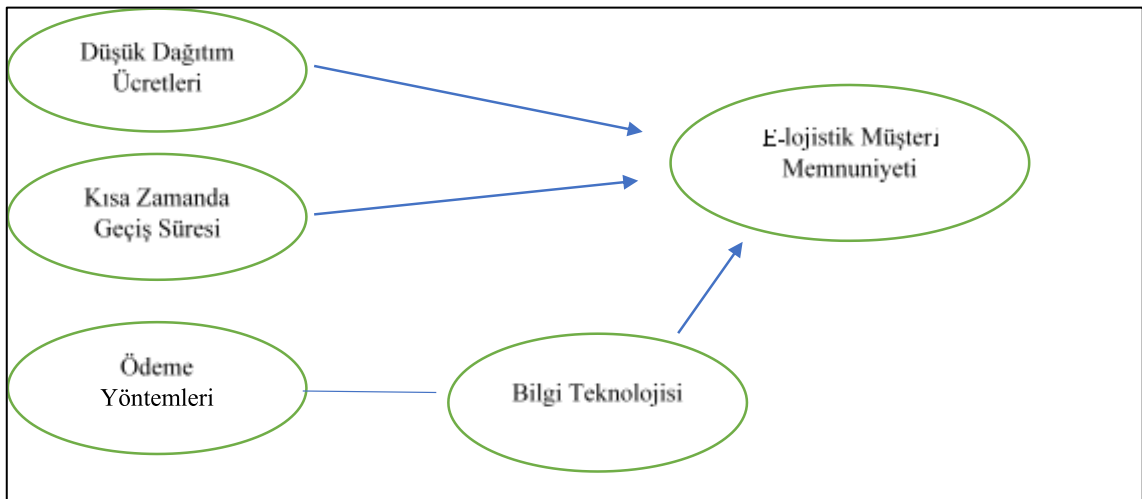 Düşük Dağıtım
Ücretleri
E-lojistik Müşteri
Memnuniyeti
Kısa Zamanda
Geçiş Süresi
Ödeme
Yöntemleri
Bilgi Teknolojisi